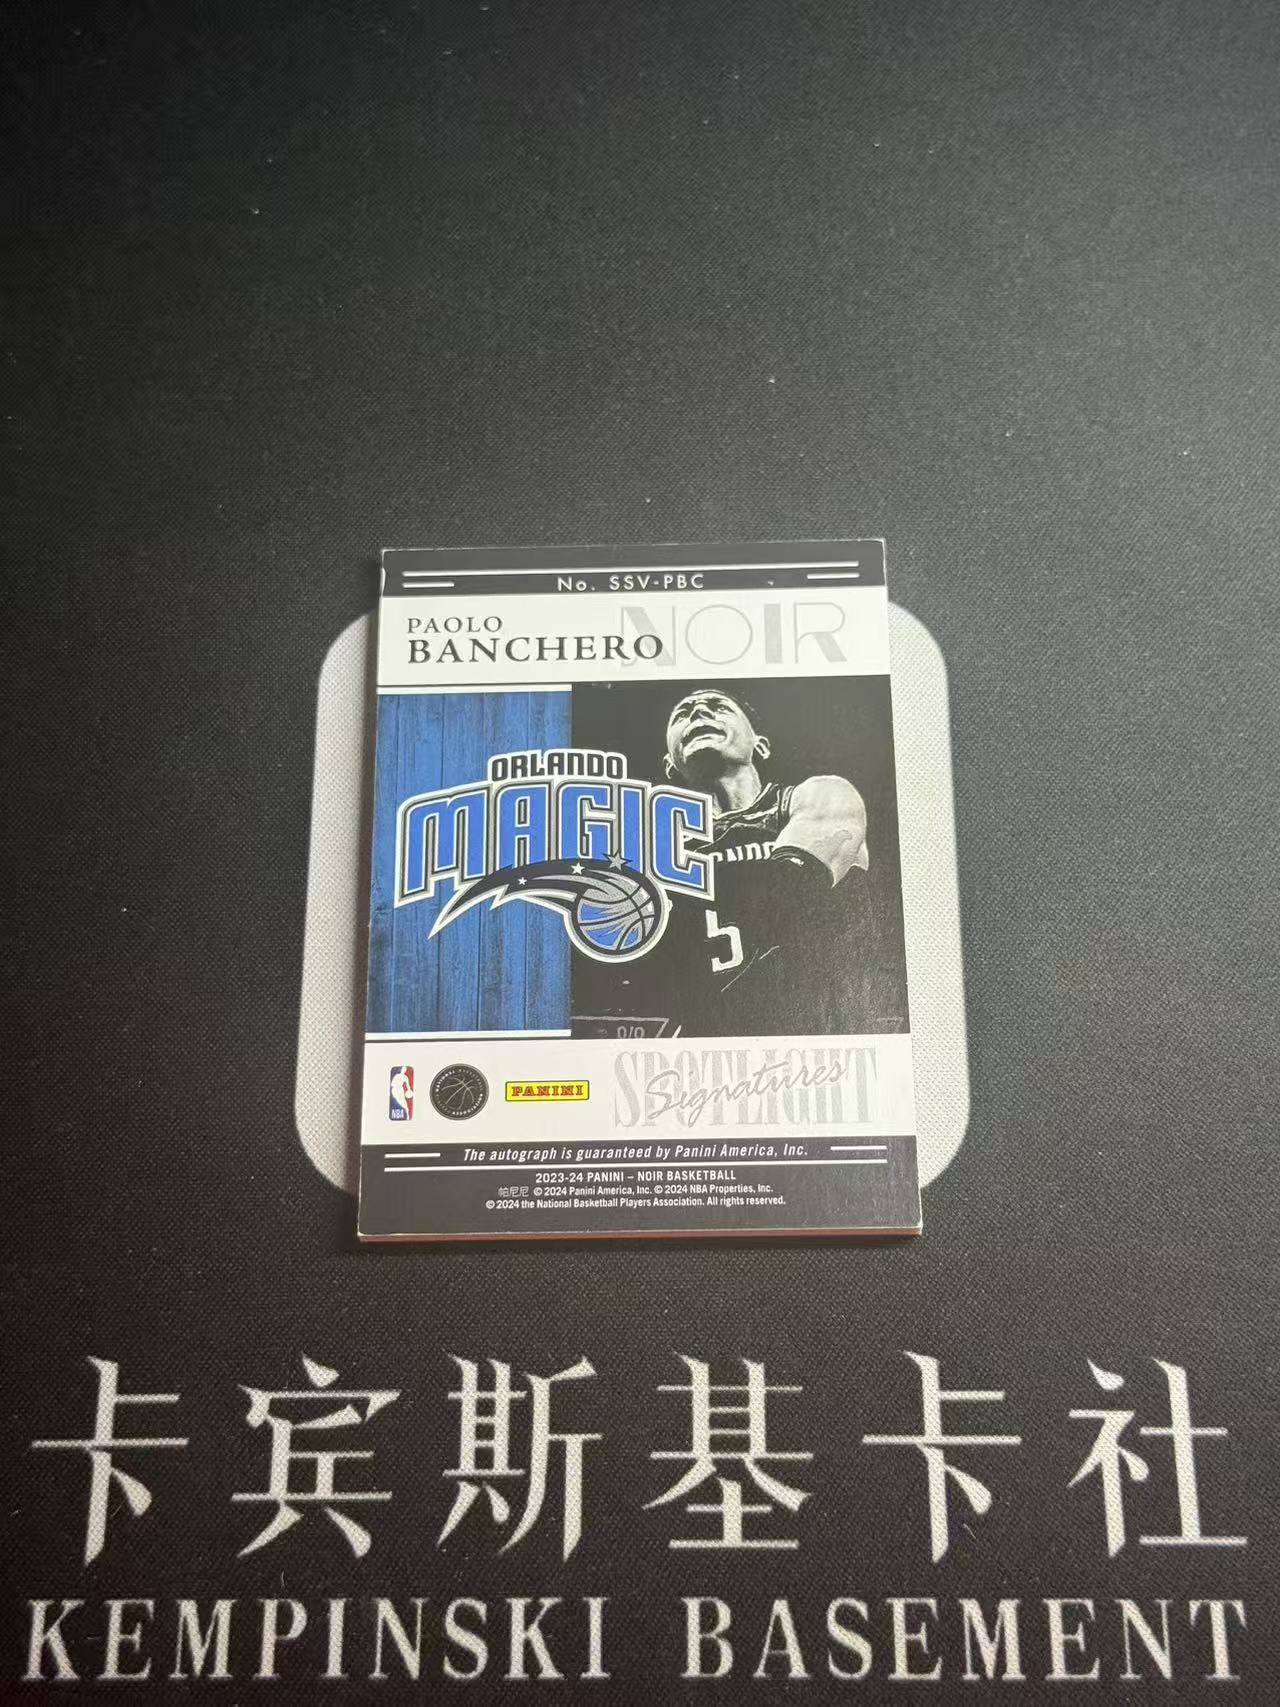 No. SSV-PBC
NOIR
PAOLO
BANCHERO
ORLANDO
MAGIC
5
NBA
PANINI
SPOTLIGHT
Signatures
The autograph is guaranteed by Panini America, Inc.
2023-24 PANINI – NOIR BASKETBALL
帕尼尼 © 2024 Panini America, Inc. © 2024 NBA Properties, Inc.
© 2024 the National Basketball Players Association. All rights reserved.
卡宾斯基卡社
KEMPINSKI BASEMENT